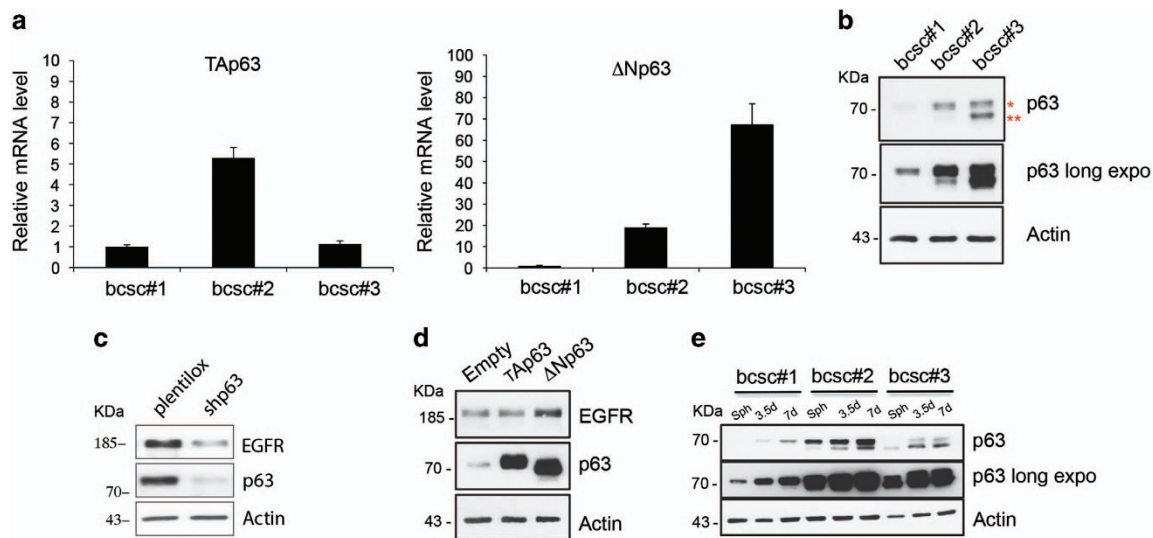 a
TAp63
Relative mRNA level
10
9
8
7
6
5
4
3
2
1
0
bcsc#1 bcsc#2 bcsc#3
ΔNp63
Relative mRNA level
100
90
80
70
60
50
40
30
20
10
0
bcsc#1 bcsc#2 bcsc#3
b
bcsc#1 bcsc#2 bcsc#3
KDa
70 - * p63
**
70 - p63 long expo
43 - Actin
c
plentilox shp63
KDa
185– EGFR
70– p63
43– Actin
d
Empty TAp63 ΔNp63
KDa
185 - EGFR
70 - p63
43 - Actin
e
bcsc#1 bcsc#2 bcsc#3
Sph 3.5d 7d Sph 3.5d 7d Sph 3.5d 7d
KDa
70 - p63
70 - p63 long expo
43 - Actin